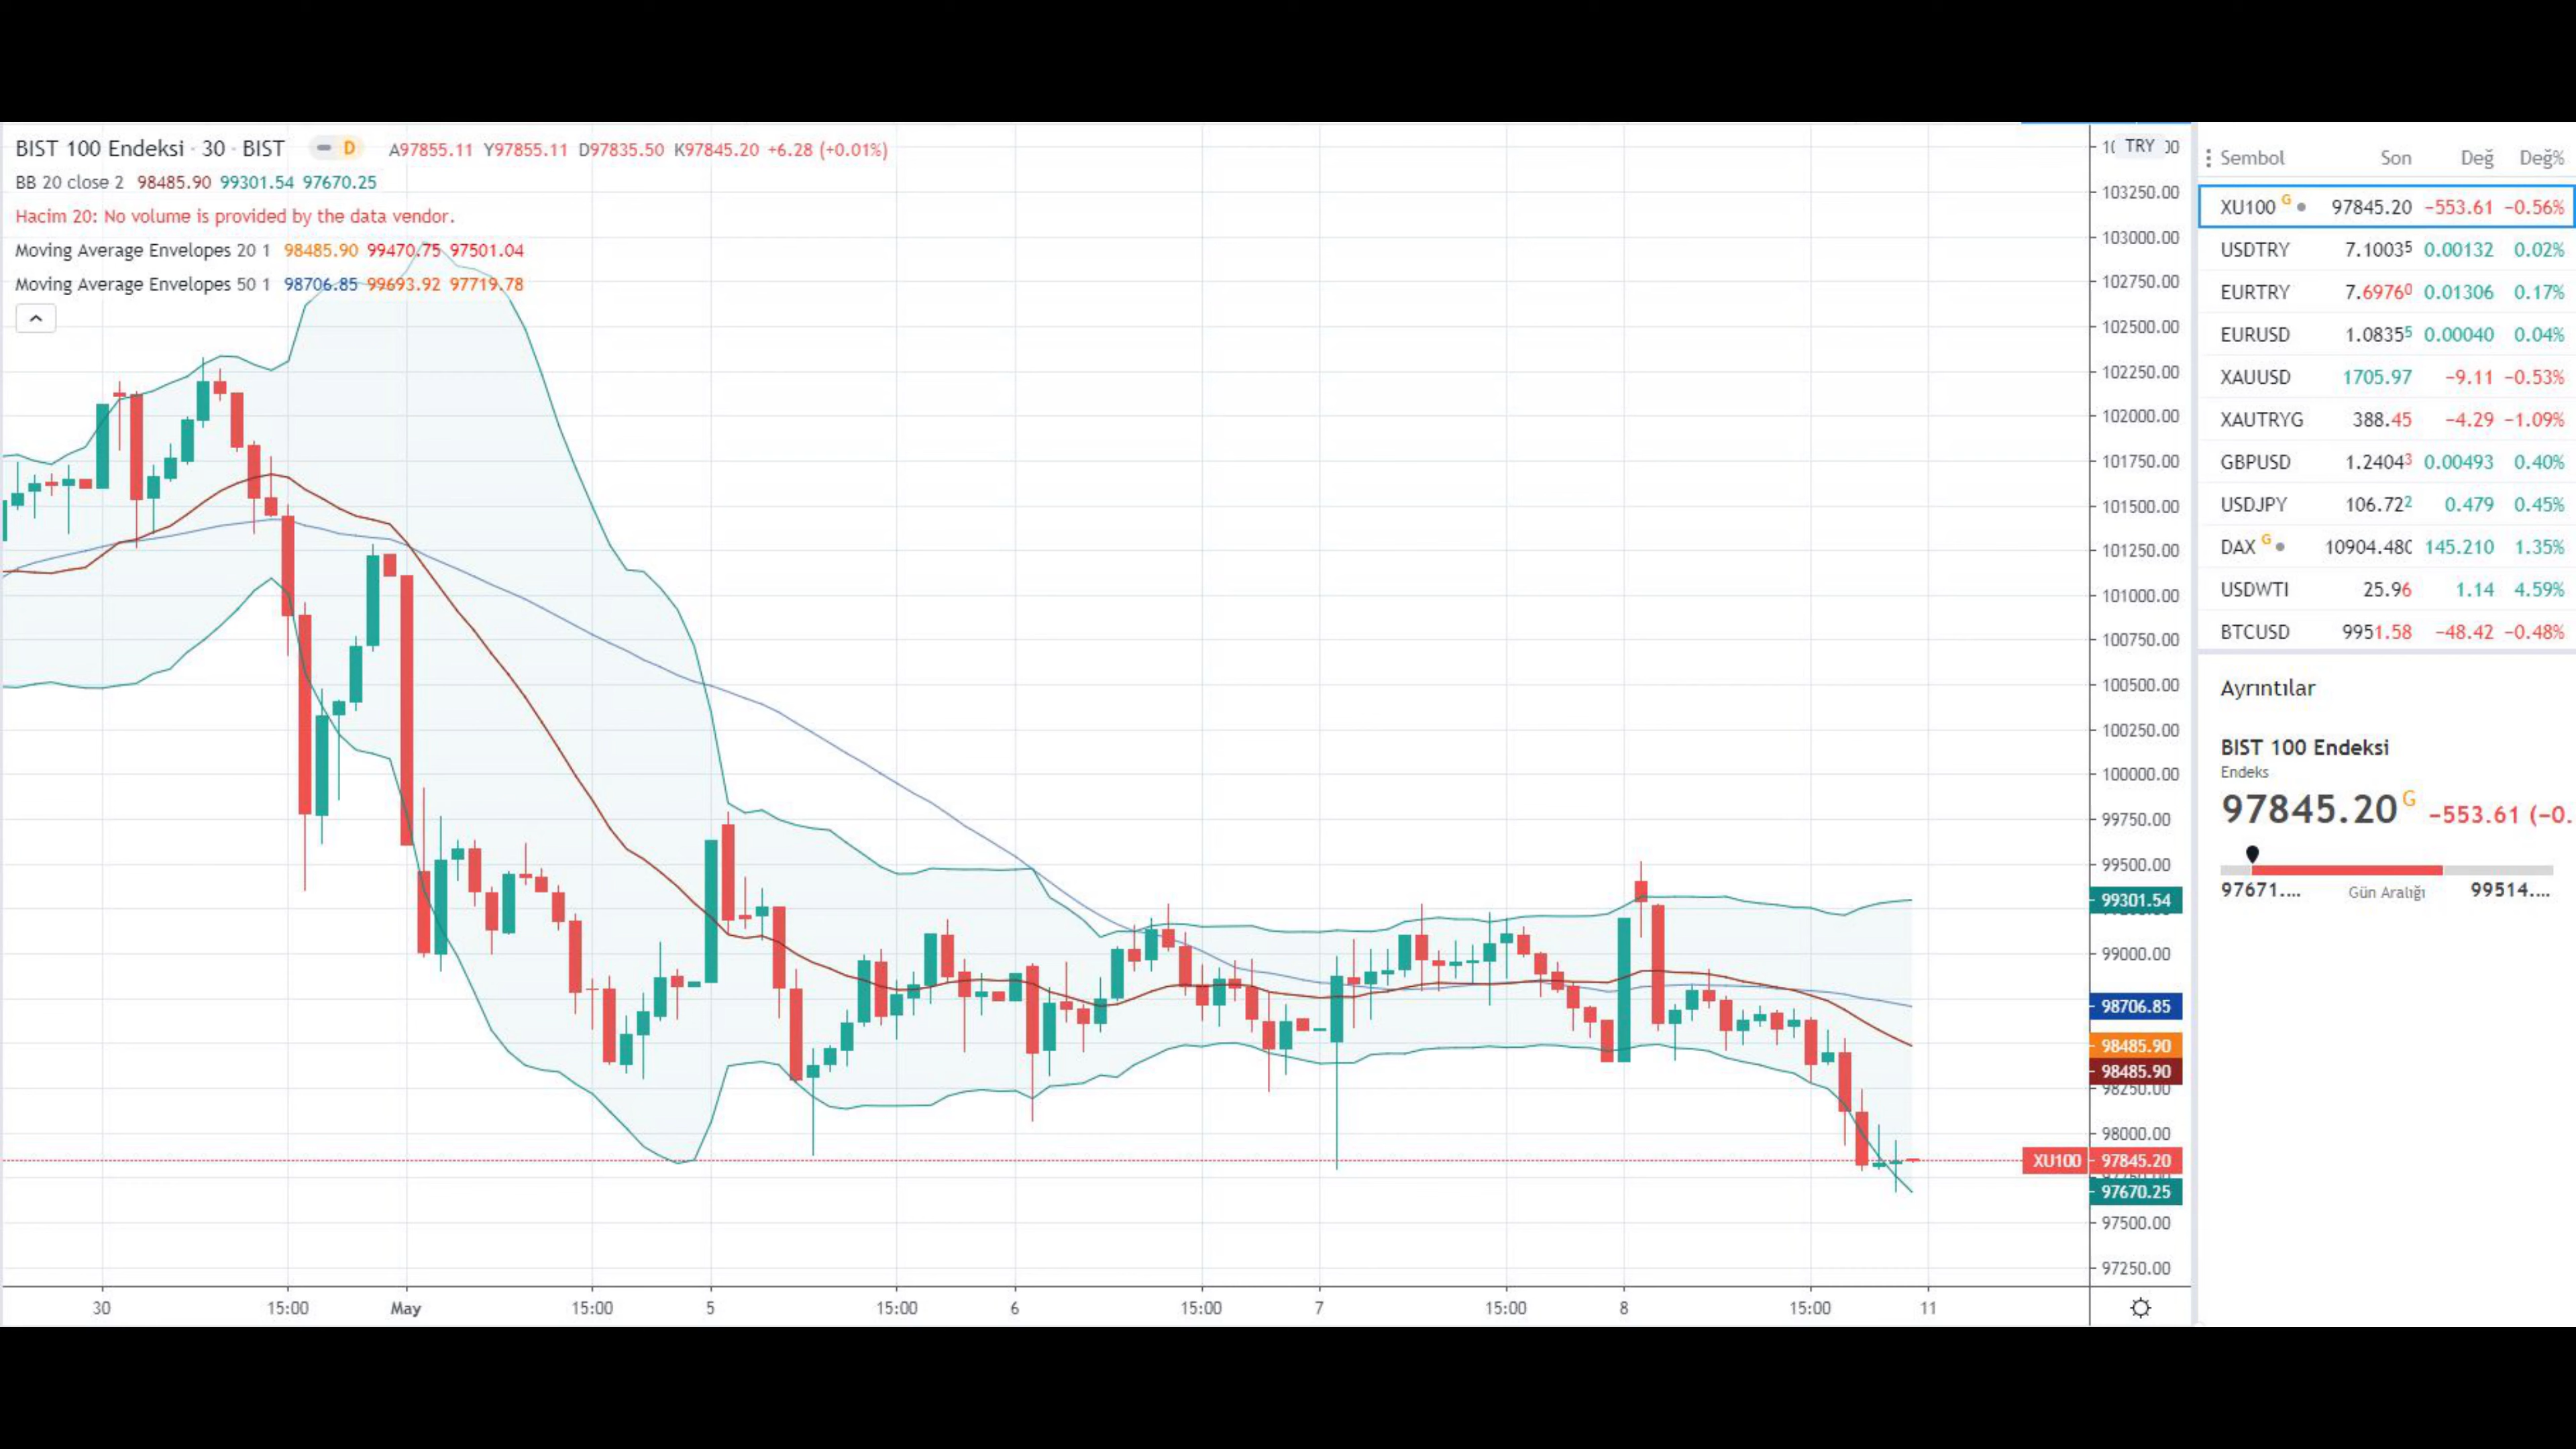 BIST 100 Endeksi · 30 · BIST D A97855.11 Y97855.11 D97835.50 K97845.20 +6.28 (+0.01%)
BB 20 close 2 98485.90 99301.54 97670.25
Hacim 20: No volume is provided by the data vendor.
Moving Average Envelopes 20 1 98485.90 99470.75 97501.04
Moving Average Envelopes 50 1 98706.85 99693.92 97719.78
TRY
103250.00
103000.00
102750.00
102500.00
102250.00
102000.00
101750.00
101500.00
101250.00
101000.00
100750.00
100500.00
100250.00
100000.00
99750.00
99500.00
99301.54
99000.00
98706.85
98485.90
98485.90
98250.00
98000.00
XU100 97845.20
97670.25
97500.00
97250.00
30 15:00 May 15:00 5 15:00 6 15:00 7 15:00 8 15:00 11
Sembol Son Değ Değ%
XU100 G 97845.20 −553.61 −0.56%
USDTRY 7.10035 0.00132 0.02%
EURTRY 7.69760 0.01306 0.17%
EURUSD 1.08355 0.00040 0.04%
XAUUSD 1705.97 −9.11 −0.53%
XAUTRYG 388.45 −4.29 −1.09%
GBPUSD 1.24043 0.00493 0.40%
USDJPY 106.722 0.479 0.45%
DAX G 10904.480 145.210 1.35%
USDWTI 25.96 1.14 4.59%
BTCUSD 9951.58 −48.42 −0.48%
Ayrıntılar
BIST 100 Endeksi
Endeks
97845.20 G −553.61 (−0.
97671.... Gün Aralığı 99514....